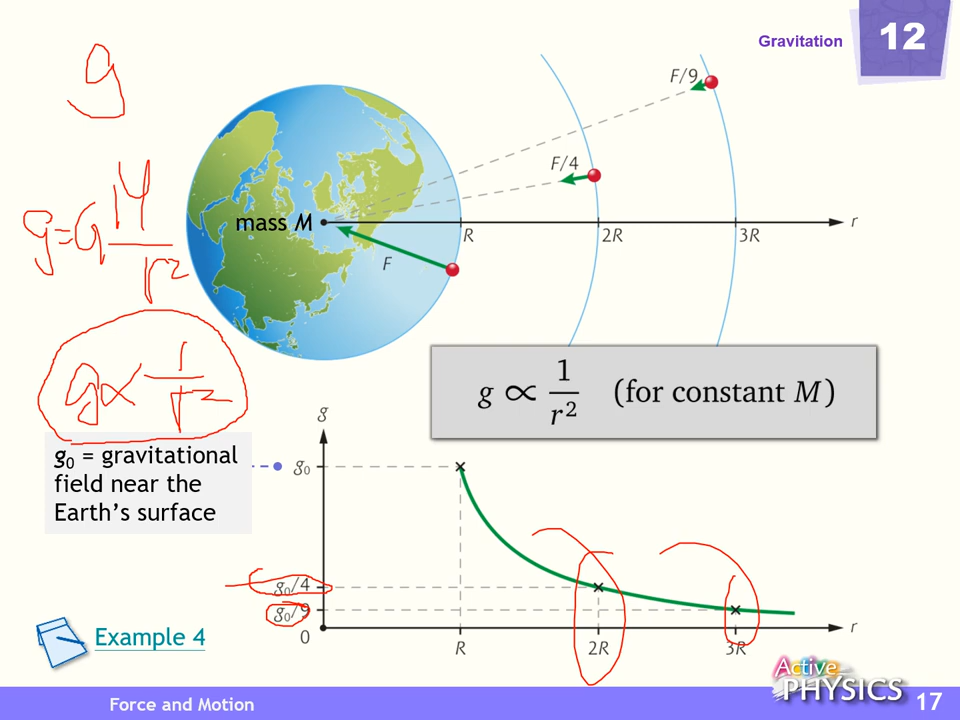 Gravitation
12
g
F/9
F/4
g = G M / r²
mass M
R
2R
3R
r
F
g ∝ 1 / r²
g ∝ 1 / r² (for constant M)
g
g₀ = gravitational
field near the
Earth's surface
g₀
g₀/4
g₀/9
0
R
2R
3R
r
Example 4
Active
PHYSICS
Force and Motion
17